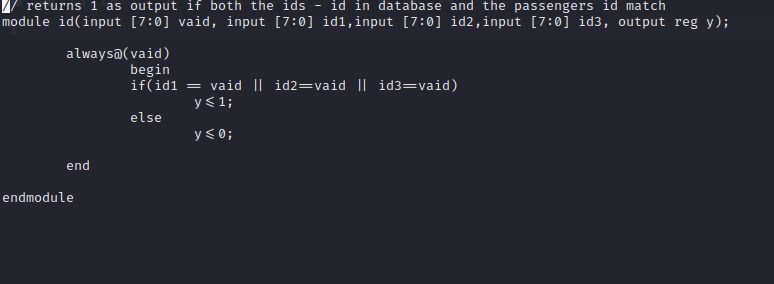 // returns 1 as output if both the ids - id in database and the passengers id match
module id(input [7:0] vaid, input [7:0] id1,input [7:0] id2,input [7:0] id3, output reg y);
always@(vaid)
begin
if(id1 == vaid || id2==vaid || id3==vaid)
y<=1;
else
y<=0;
end
endmodule